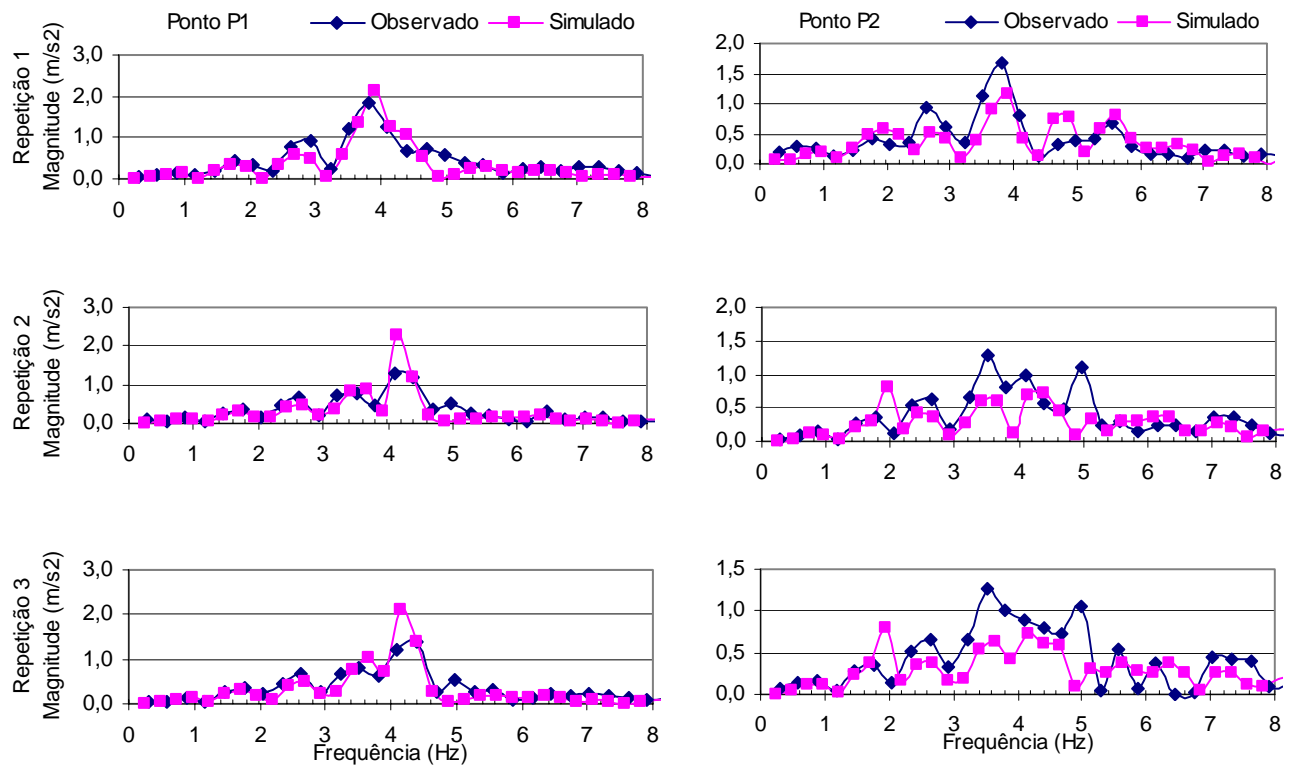 Ponto P1 Observado Simulado
Repetição 1
Magnitude (m/s2)
3,0
2,0
1,0
0,0
0 1 2 3 4 5 6 7 8
Ponto P2 Observado Simulado
2,0
1,5
1,0
0,5
0,0
0 1 2 3 4 5 6 7 8
Repetição 2
Magnitude (m/s2)
3,0
2,0
1,0
0,0
0 1 2 3 4 5 6 7 8
2,0
1,5
1,0
0,5
0,0
0 1 2 3 4 5 6 7 8
Repetição 3
Magnitude (m/s2)
3,0
2,0
1,0
0,0
0 1 2 3 4 5 6 7 8
Frequência (Hz)
1,5
1,0
0,5
0,0
0 1 2 3 4 5 6 7 8
Frequência (Hz)